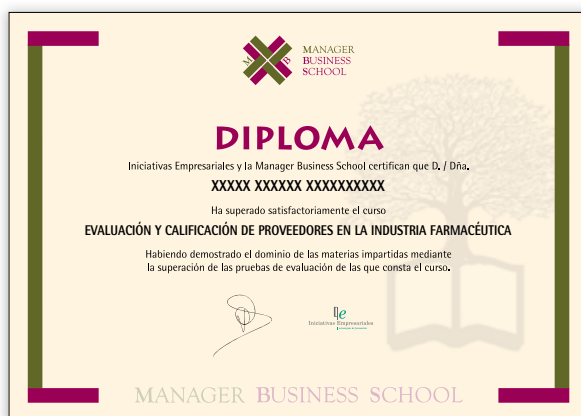 M B
MANAGER
BUSINESS
SCHOOL
DIPLOMA
Iniciativas Empresariales y la Manager Business School certifican que D. / Dña.
XXXXX XXXXXX XXXXXXXXXX
Ha superado satisfactoriamente el curso
EVALUACIÓN Y CALIFICACIÓN DE PROVEEDORES EN LA INDUSTRIA FARMACÉUTICA
Habiendo demostrado el dominio de las materias impartidas mediante
la superación de las pruebas de evaluación de las que consta el curso.
Ie
Iniciativas Empresariales
MANAGER BUSINESS SCHOOL